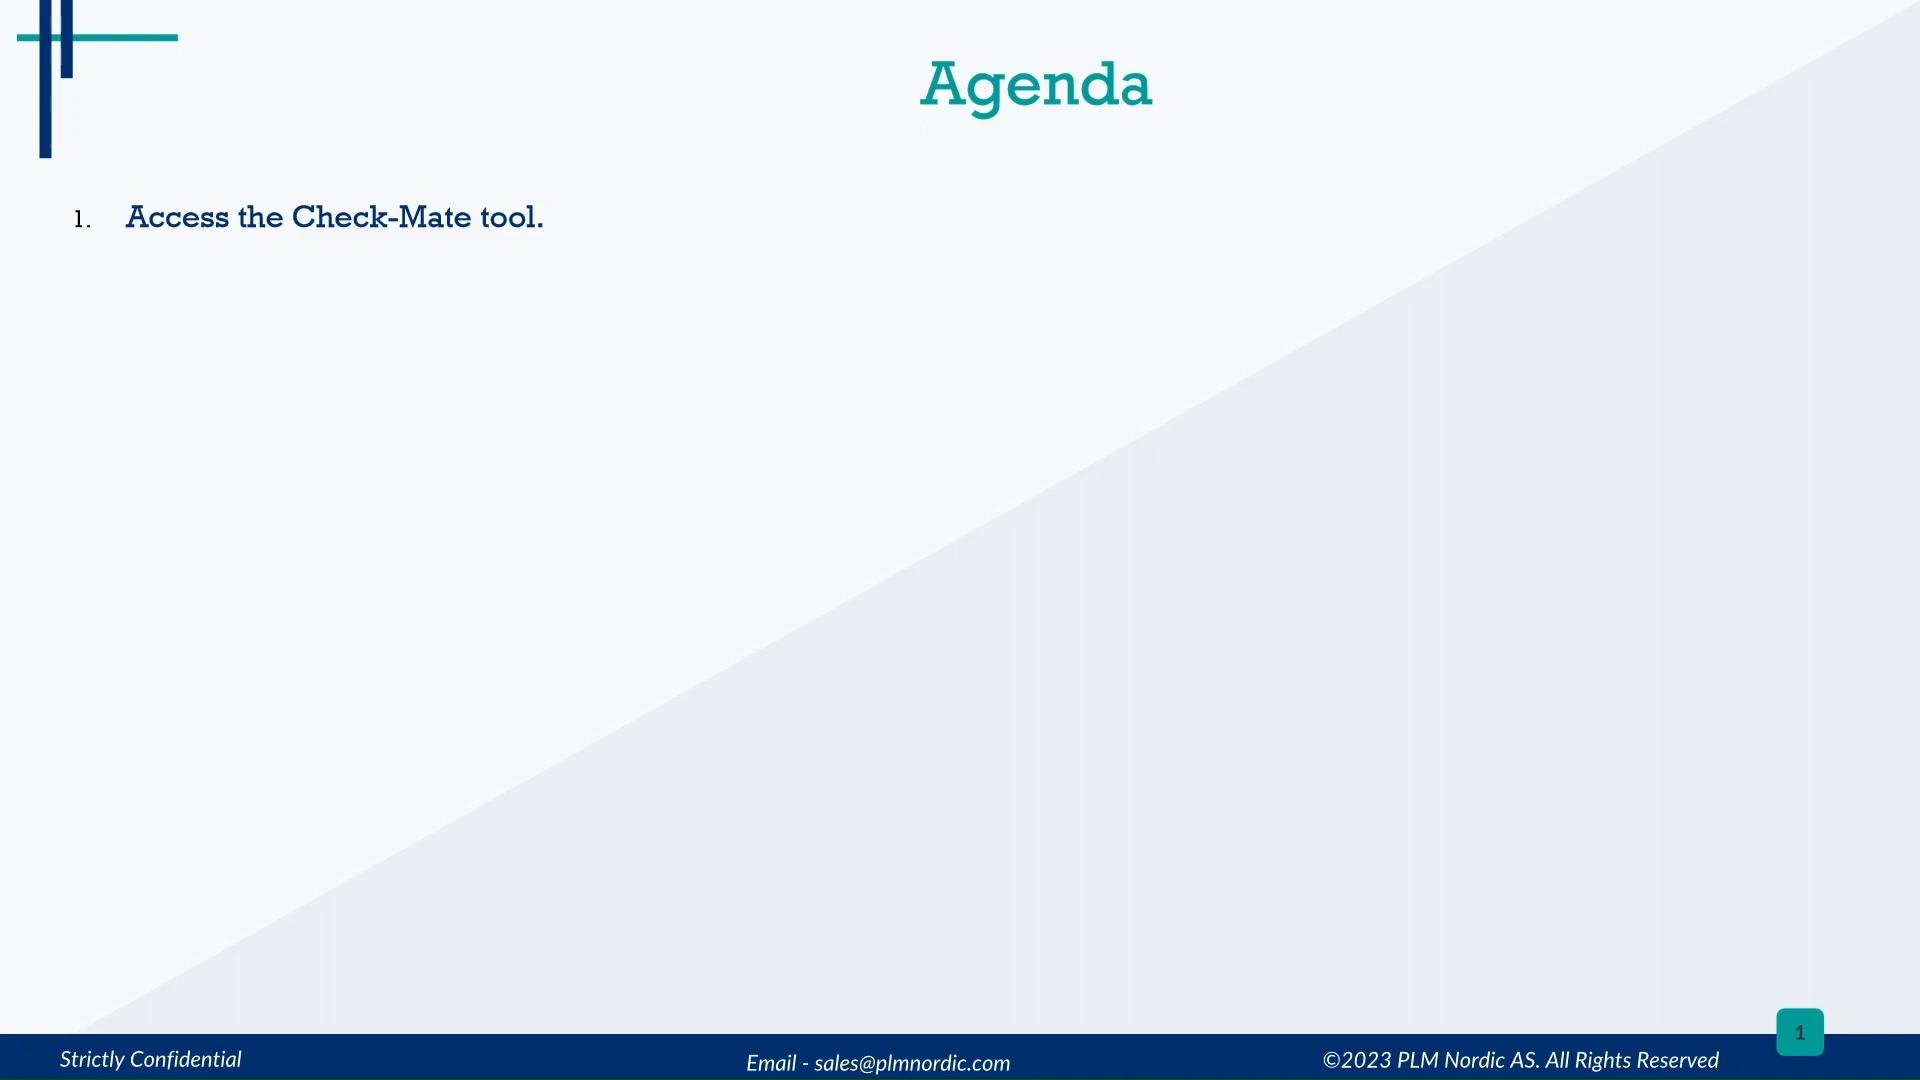 Agenda
1. Access the Check-Mate tool.
1
Strictly Confidential
Email - sales@plmnordic.com
©2023 PLM Nordic AS. All Rights Reserved